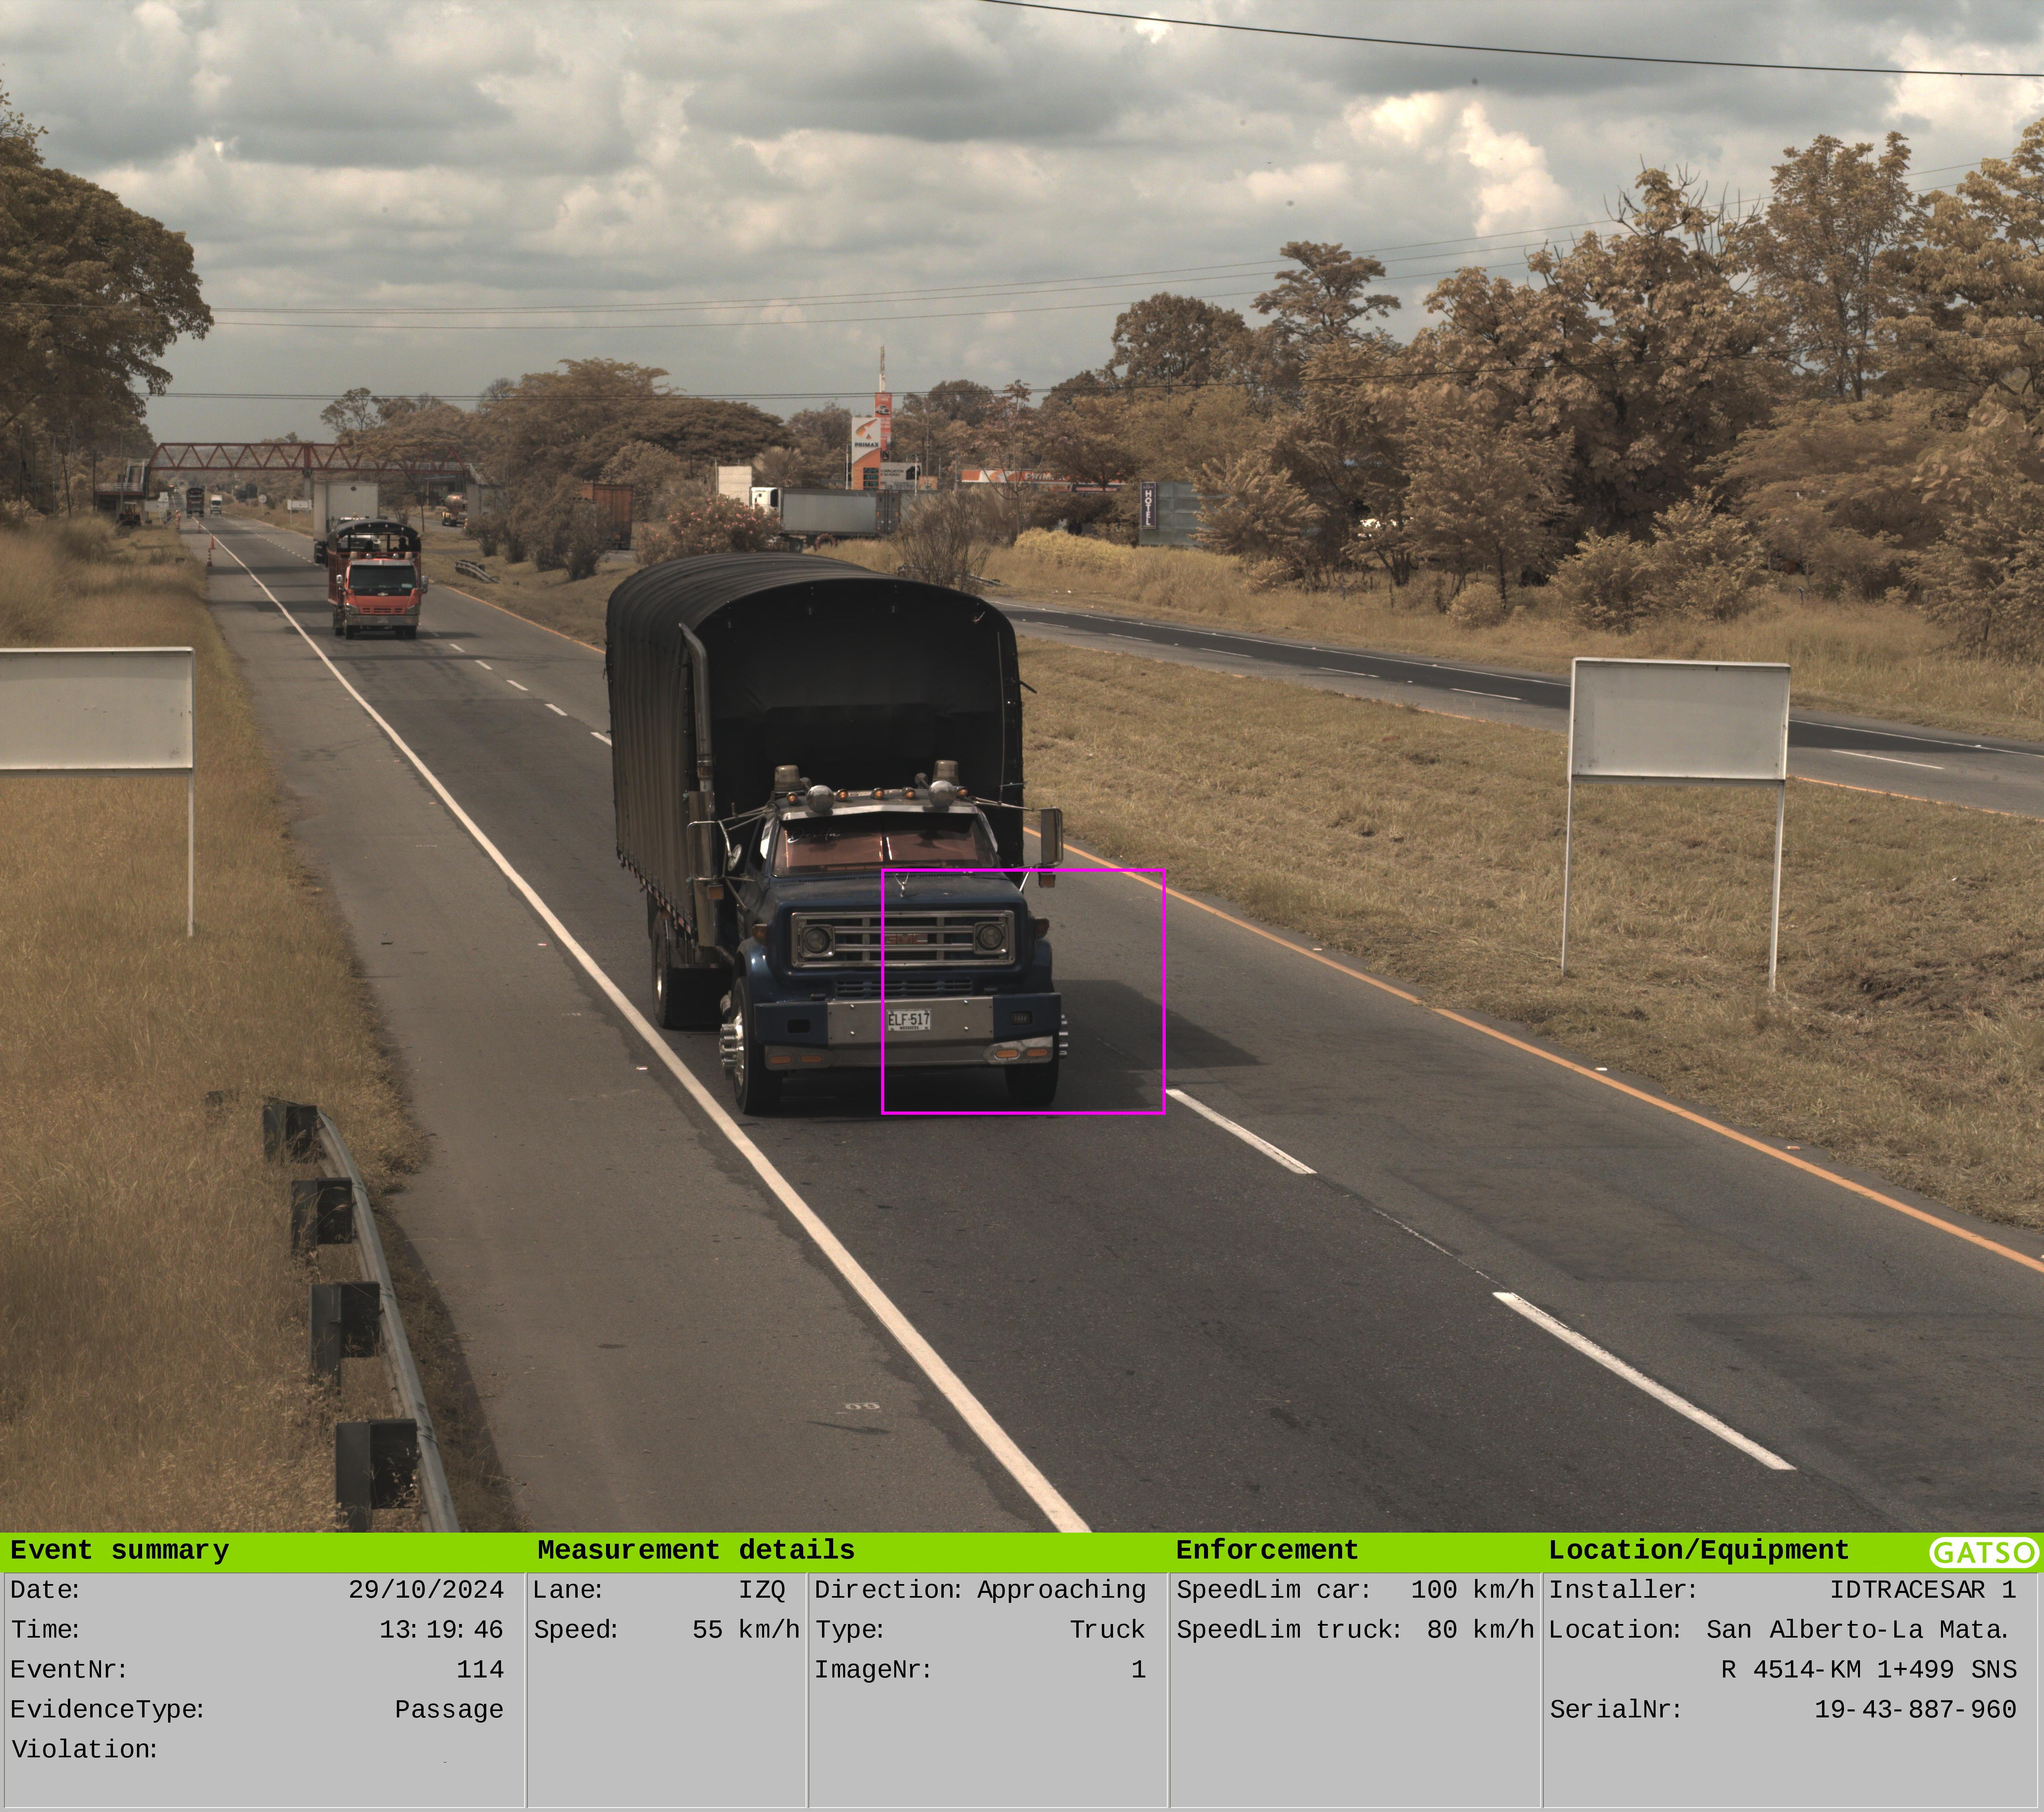 PRIMAX
HOTEL
GMC
ELF-517
Event summary
Date: 29/10/2024
Time: 13:19:46
EventNr: 114
EvidenceType: Passage
Violation:
Measurement details
Lane: IZQ
Speed: 55 km/h
Direction: Approaching
Type: Truck
ImageNr: 1
Enforcement
SpeedLim car: 100 km/h
SpeedLim truck: 80 km/h
Location/Equipment
GATSO
Installer: IDTRACESAR 1
Location: San Alberto-La Mata.
R 4514-KM 1+499 SNS
SerialNr: 19-43-887-960